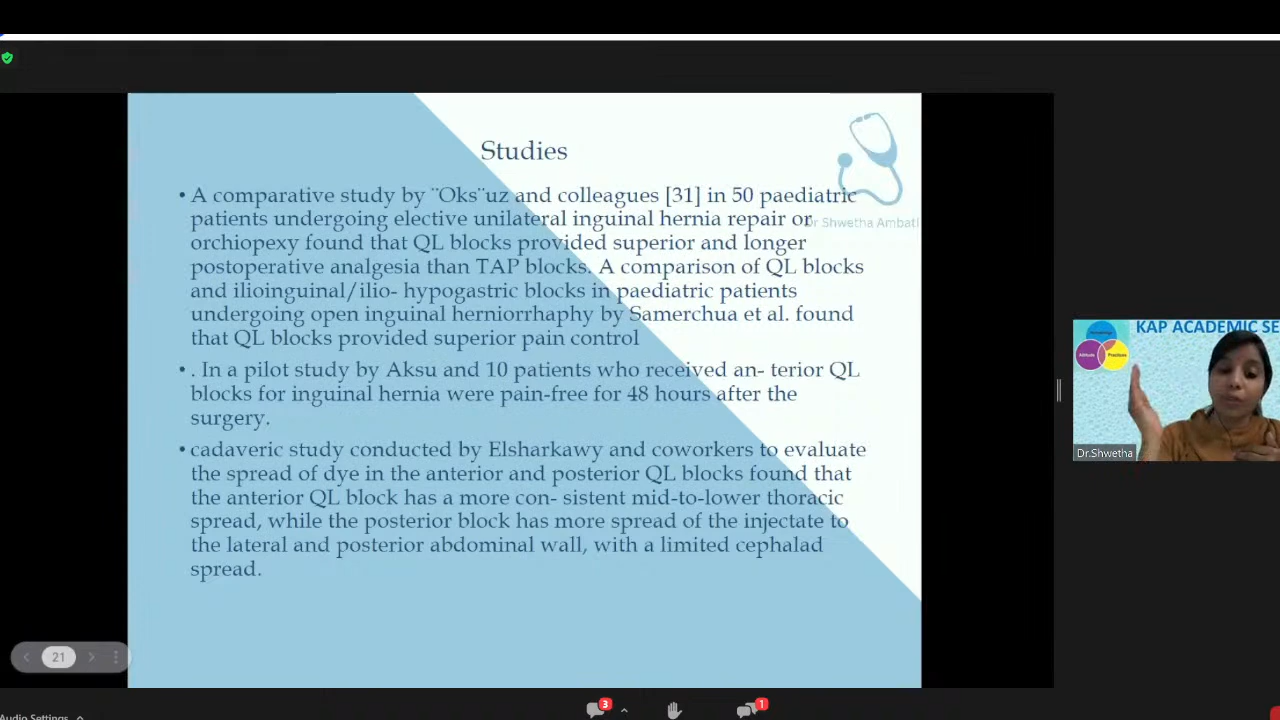 Studies
• A comparative study by ¨Oks¨uz and colleagues [31] in 50 paediatric
patients undergoing elective unilateral inguinal hernia repair or
Dr Shwetha Ambati
orchiopexy found that QL blocks provided superior and longer
postoperative analgesia than TAP blocks. A comparison of QL blocks
and ilioinguinal/ilio- hypogastric blocks in paediatric patients
undergoing open inguinal herniorrhaphy by Samerchua et al. found
that QL blocks provided superior pain control
• . In a pilot study by Aksu and 10 patients who received an- terior QL
blocks for inguinal hernia were pain-free for 48 hours after the
surgery.
• cadaveric study conducted by Elsharkawy and coworkers to evaluate
the spread of dye in the anterior and posterior QL blocks found that
the anterior QL block has a more con- sistent mid-to-lower thoracic
spread, while the posterior block has more spread of the injectate to
the lateral and posterior abdominal wall, with a limited cephalad
spread.
KAP ACADEMIC SE
Attitude
Practices
Dr.Shwetha
21
3
1
Audio Settings